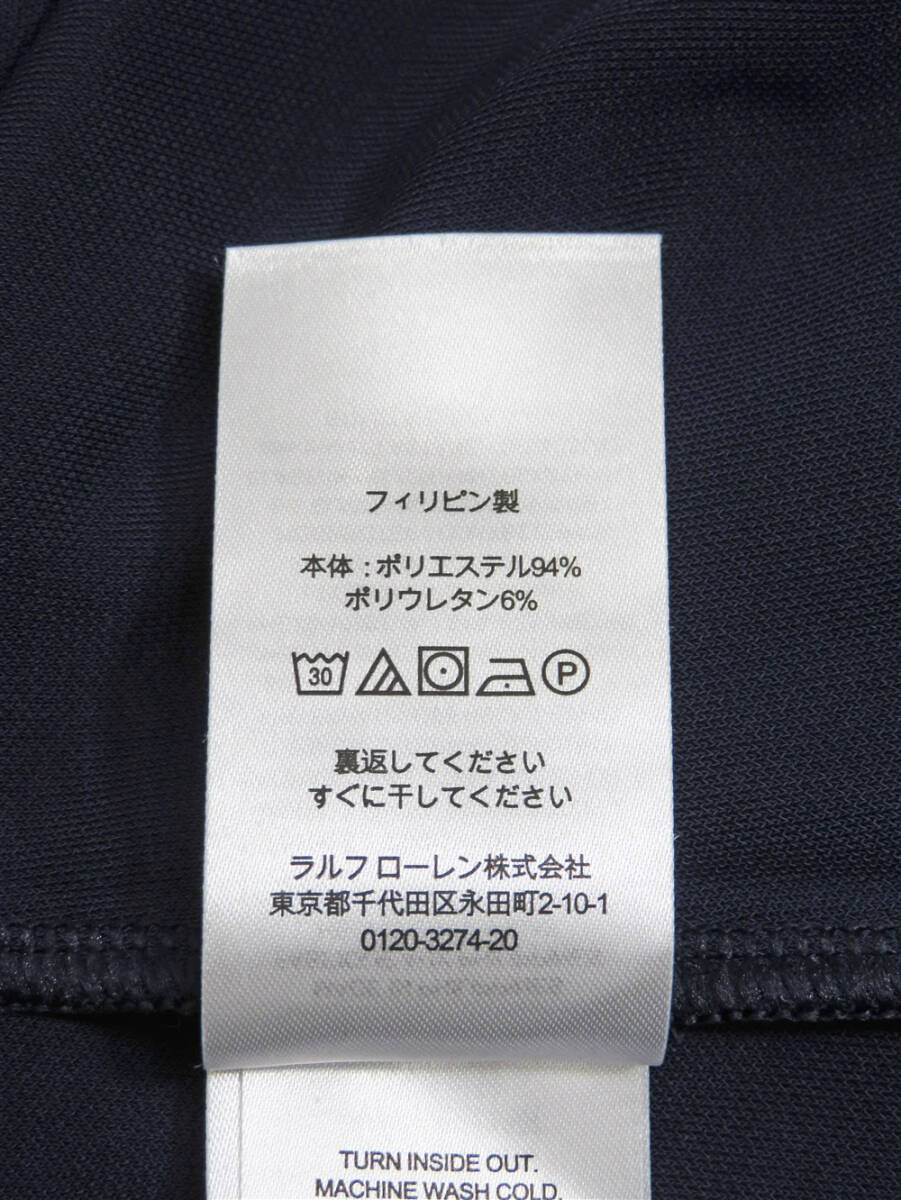 フィリピン製
本体 : ポリエステル94%
ポリウレタン6%
30 P
裏返してください
すぐに干してください
ラルフ ローレン株式会社
東京都千代田区永田町2-10-1
0120-3274-20
TURN INSIDE OUT.
MACHINE WASH COLD.